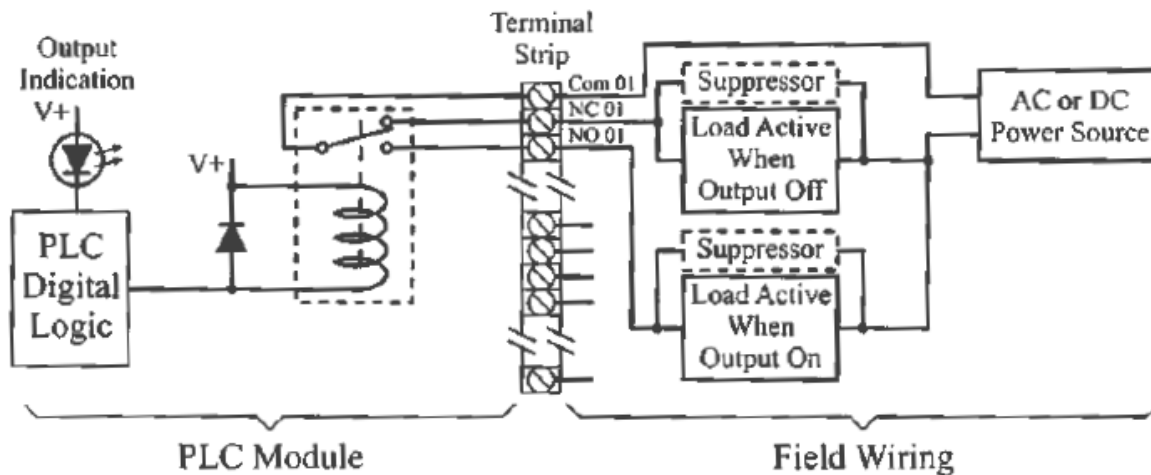 Output
Indication
V+
PLC
Digital
Logic
V+
Terminal
Strip
Com 01
NC 01
NO 01
Suppressor
Load Active
When
Output Off
Suppressor
Load Active
When
Output On
AC or DC
Power Source
PLC Module
Field Wiring